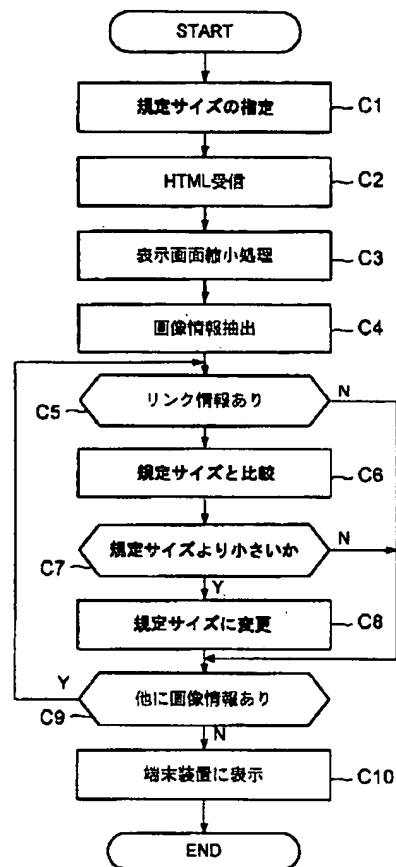 START
規定サイズの指定
C1
HTML受信
C2
表示画面縮小処理
C3
画像情報抽出
C4
リンク情報あり
N
C5
規定サイズと比較
C6
規定サイズより小さいか
N
C7
Y
規定サイズに変更
C8
Y
他に画像情報あり
C9
N
端末装置に表示
C10
END